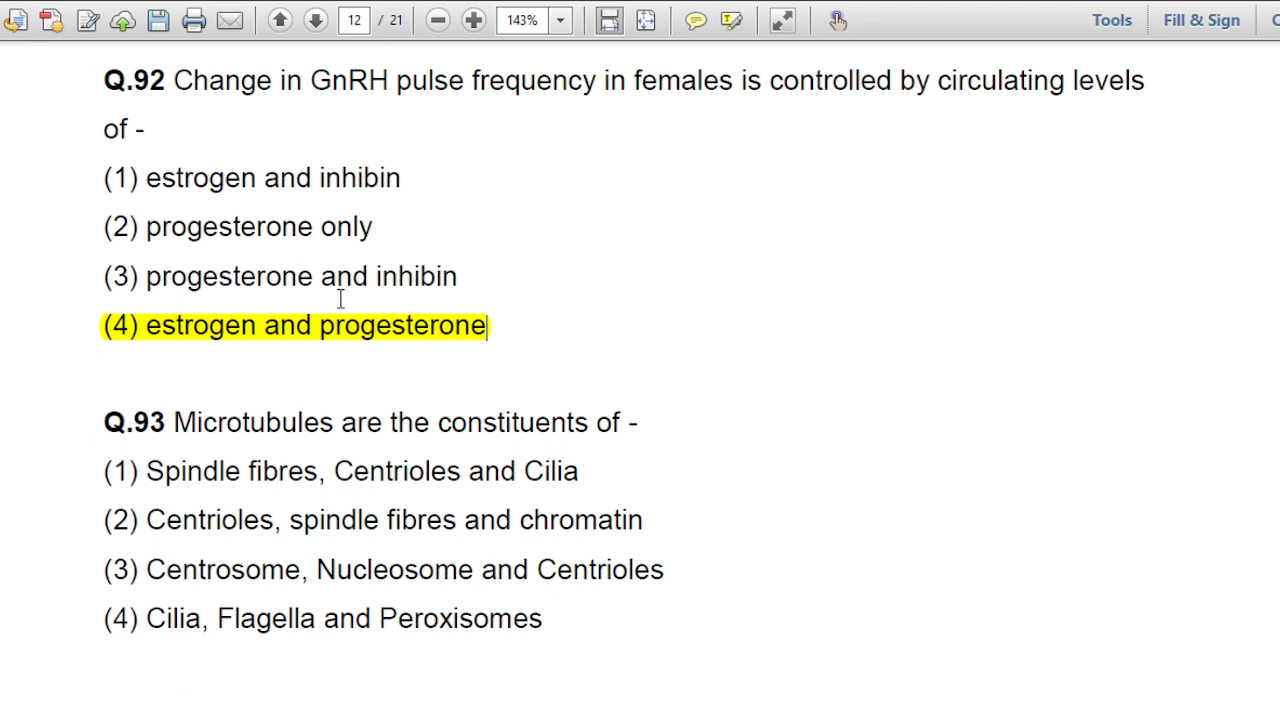 12 / 21 143% Tools Fill & Sign
Q.92 Change in GnRH pulse frequency in females is controlled by circulating levels
of -
(1) estrogen and inhibin
(2) progesterone only
(3) progesterone and inhibin
(4) estrogen and progesterone
Q.93 Microtubules are the constituents of -
(1) Spindle fibres, Centrioles and Cilia
(2) Centrioles, spindle fibres and chromatin
(3) Centrosome, Nucleosome and Centrioles
(4) Cilia, Flagella and Peroxisomes